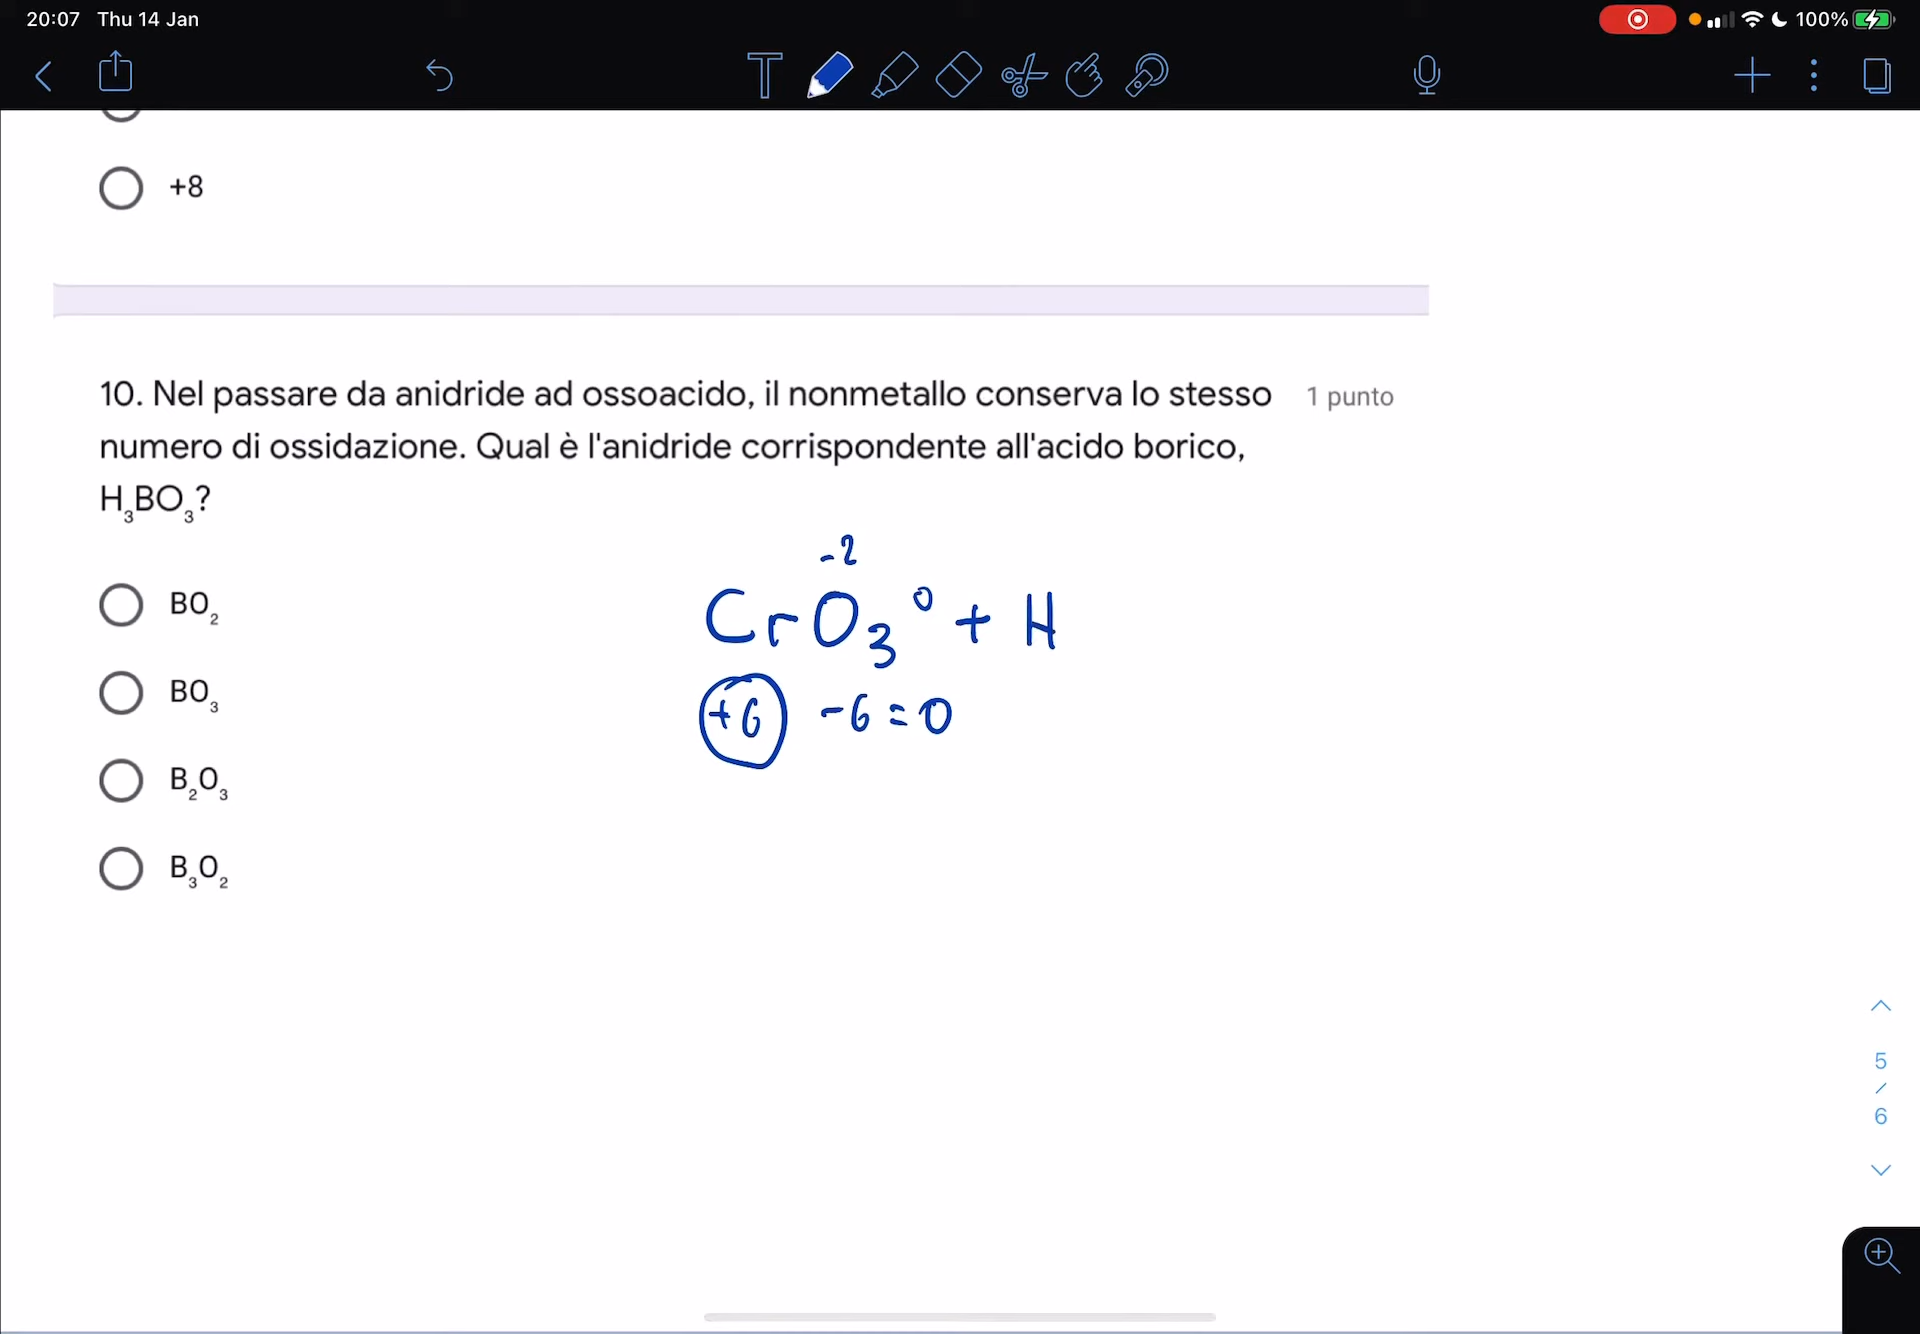 20:07 Thu 14 Jan
100%
+8
10. Nel passare da anidride ad ossoacido, il nonmetallo conserva lo stesso
1 punto
numero di ossidazione. Qual è l'anidride corrispondente all'acido borico,
H₃BO₃?
-2
CrO₃⁰ + H
+6 -6 = 0
BO₂
BO₃
B₂O₃
B₃O₂
5
/
6